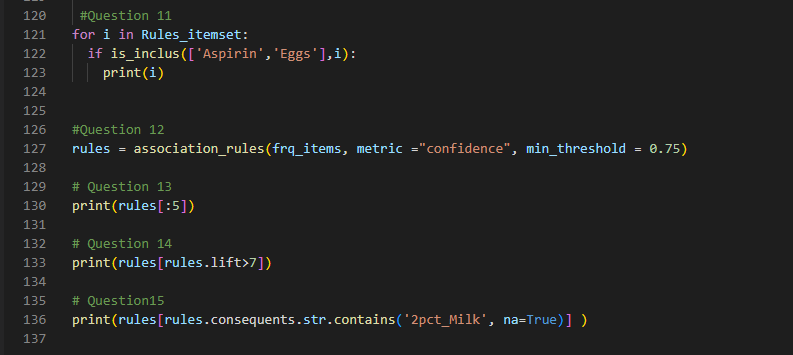 120 #Question 11
121 for i in Rules_itemset:
122 if is_inclus(['Aspirin','Eggs'],i):
123 print(i)
124
125
126 #Question 12
127 rules = association_rules(frq_items, metric ="confidence", min_threshold = 0.75)
128
129 # Question 13
130 print(rules[:5])
131
132 # Question 14
133 print(rules[rules.lift>7])
134
135 # Question15
136 print(rules[rules.consequents.str.contains('2pct_Milk', na=True)] )
137